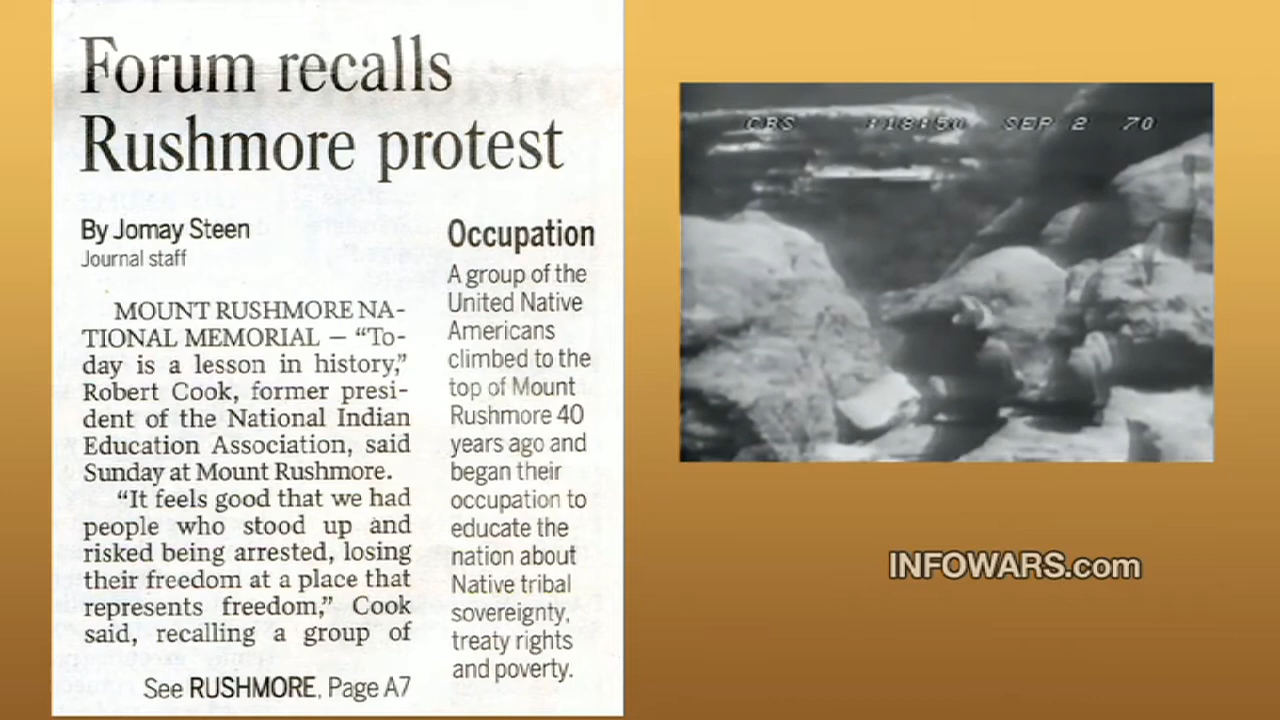 Forum recalls
Rushmore protest
By Jomay Steen
Journal staff
MOUNT RUSHMORE NA-
TIONAL MEMORIAL — “To-
day is a lesson in history,”
Robert Cook, former presi-
dent of the National Indian
Education Association, said
Sunday at Mount Rushmore.
“It feels good that we had
people who stood up and
risked being arrested, losing
their freedom at a place that
represents freedom,” Cook
said, recalling a group of
See RUSHMORE, Page A7
Occupation
A group of the
United Native
Americans
climbed to the
top of Mount
Rushmore 40
years ago and
began their
occupation to
educate the
nation about
Native tribal
sovereignty,
treaty rights
and poverty.
CBS SEP 2 70
INFOWARS.com